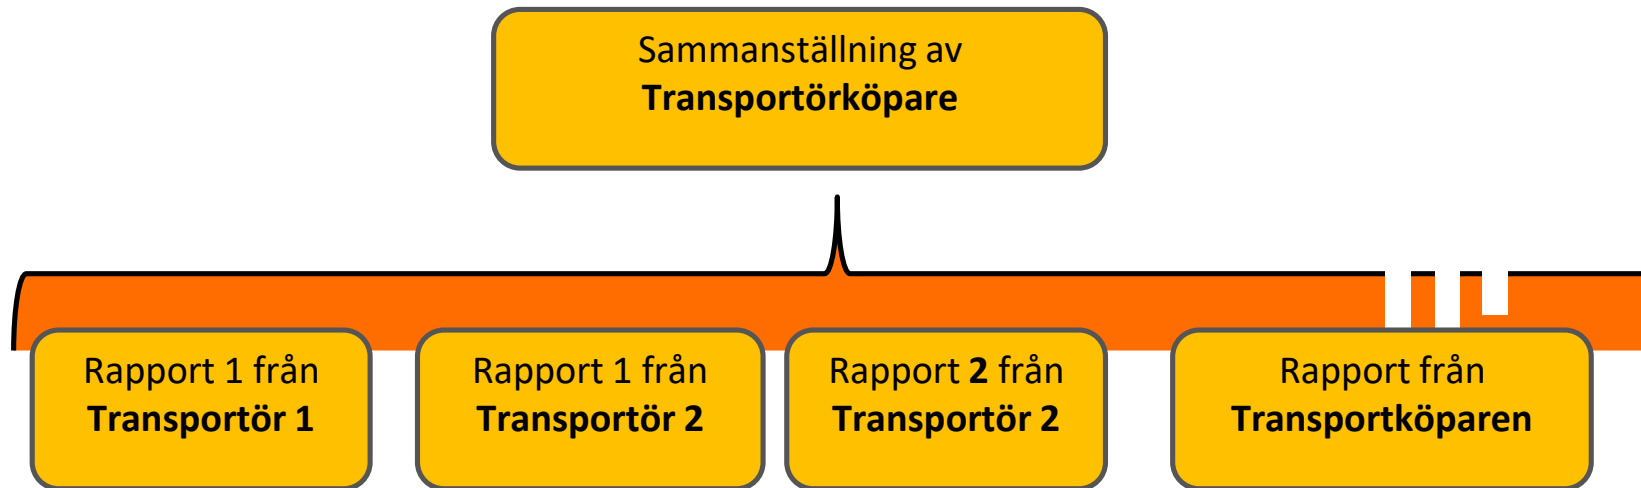 Sammanställning av
Transportörköpare
Rapport 1 från
Transportör 1
Rapport 1 från
Transportör 2
Rapport 2 från
Transportör 2
Rapport från
Transportköparen